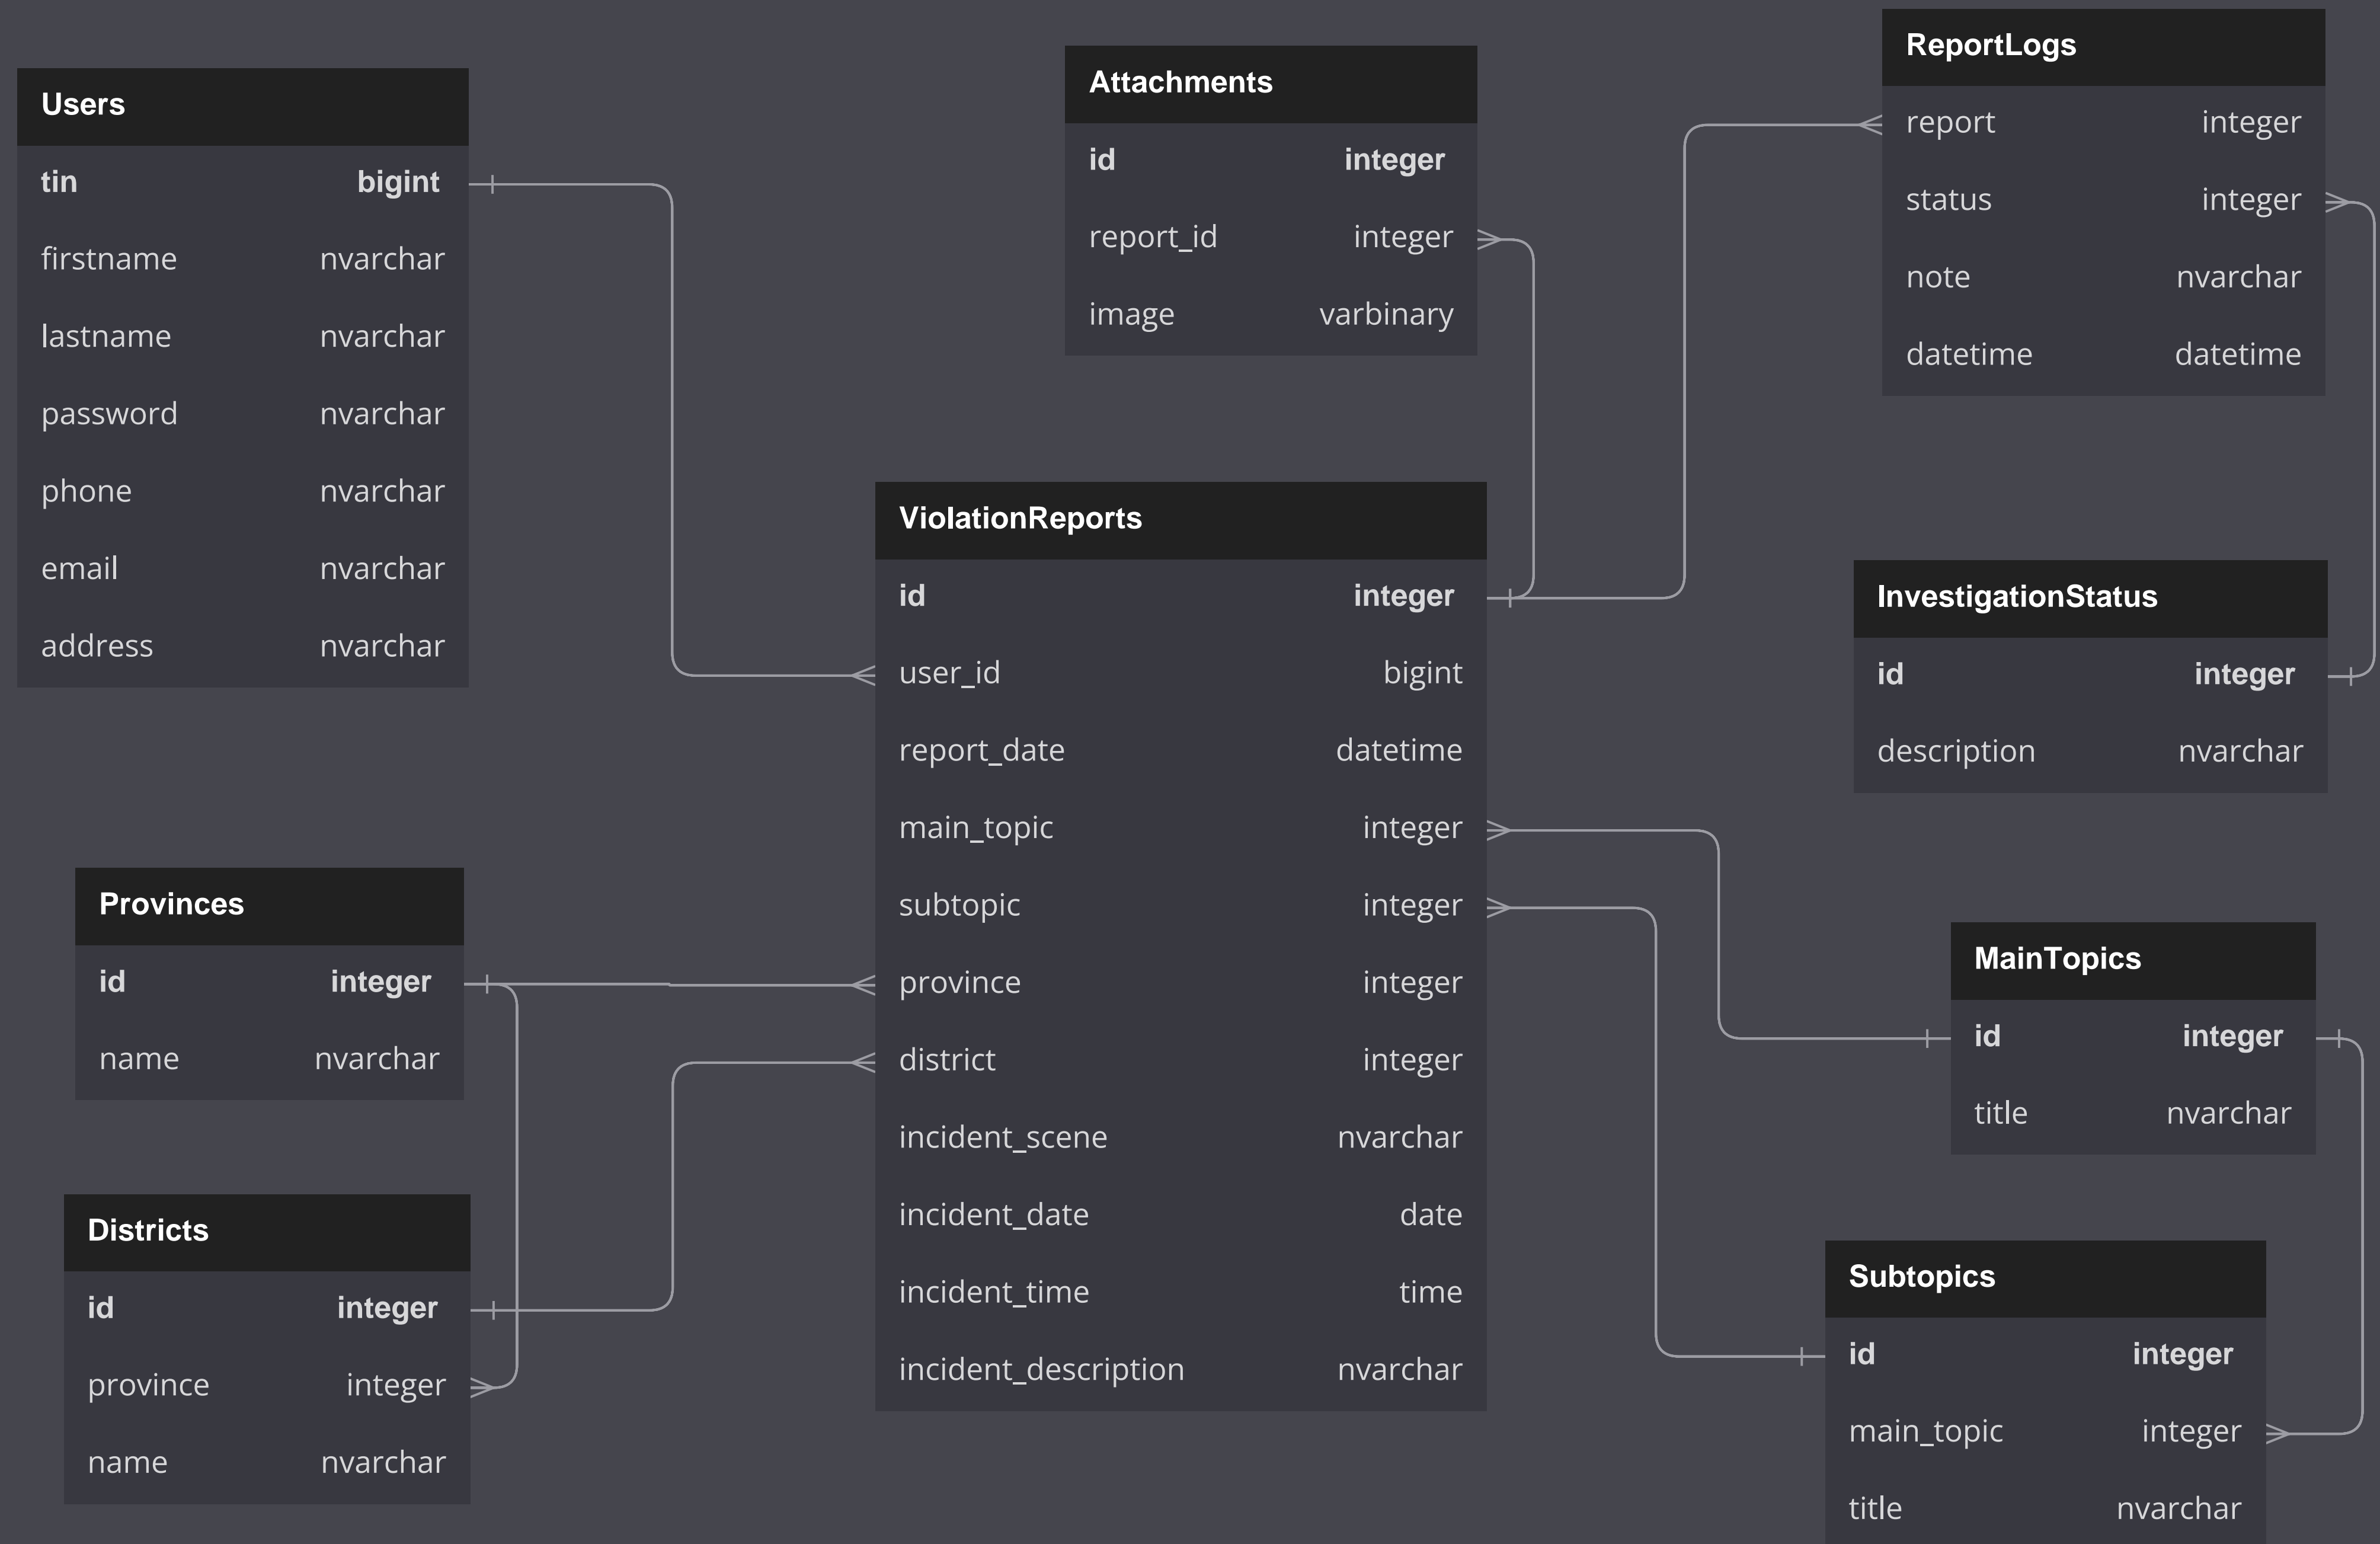 Users
tin bigint
firstname nvarchar
lastname nvarchar
password nvarchar
phone nvarchar
email nvarchar
address nvarchar
Attachments
id integer
report_id integer
image varbinary
ReportLogs
report integer
status integer
note nvarchar
datetime datetime
ViolationReports
id integer
user_id bigint
report_date datetime
main_topic integer
subtopic integer
province integer
district integer
incident_scene nvarchar
incident_date date
incident_time time
incident_description nvarchar
InvestigationStatus
id integer
description nvarchar
Provinces
id integer
name nvarchar
Districts
id integer
province integer
name nvarchar
MainTopics
id integer
title nvarchar
Subtopics
id integer
main_topic integer
title nvarchar